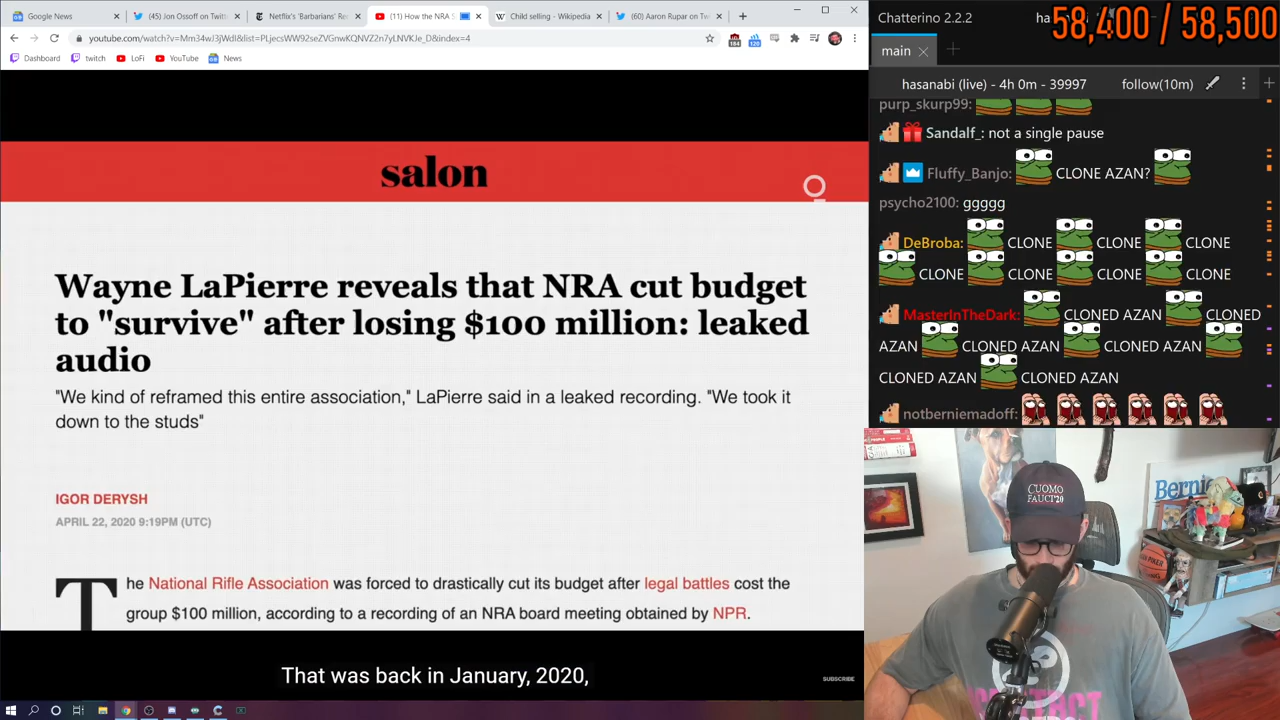 Google News
(45) Jon Ossoff on Twitt
Netflix's 'Barbarians' Re
(11) How the NRA S
Child selling - Wikipedia
(60) Aaron Rupar on Tw
youtube.com/watch?v=Mm34wJ3jWdI&list=PLjecsWW92seZVGnwKQNVZ2n7yLNVKJe_D&index=4
184
120
Dashboard
twitch
LoFi
YouTube
News
salon
Wayne LaPierre reveals that NRA cut budget
to "survive" after losing $100 million: leaked
audio
"We kind of reframed this entire association," LaPierre said in a leaked recording. "We took it
down to the studs"
IGOR DERYSH
APRIL 22, 2020 9:19PM (UTC)
The National Rifle Association was forced to drastically cut its budget after legal battles cost the
group $100 million, according to a recording of an NRA board meeting obtained by NPR.
That was back in January, 2020,
SUBSCRIBE
Chatterino 2.2.2
ha
58,400 / 58,500
main
hasanabi (live) - 4h 0m - 39997
follow(10m)
purp_skurp99:
Sandalf_: not a single pause
Fluffy_Banjo: CLONE AZAN?
psycho2100: ggggg
DeBroba: CLONE CLONE CLONE
CLONE CLONE CLONE CLONE
MasterInTheDark: CLONED AZAN CLONED
AZAN CLONED AZAN CLONED AZAN
CLONED AZAN CLONED AZAN
notberniemadoff:
CUOMO
FAUCI'20
Bernie